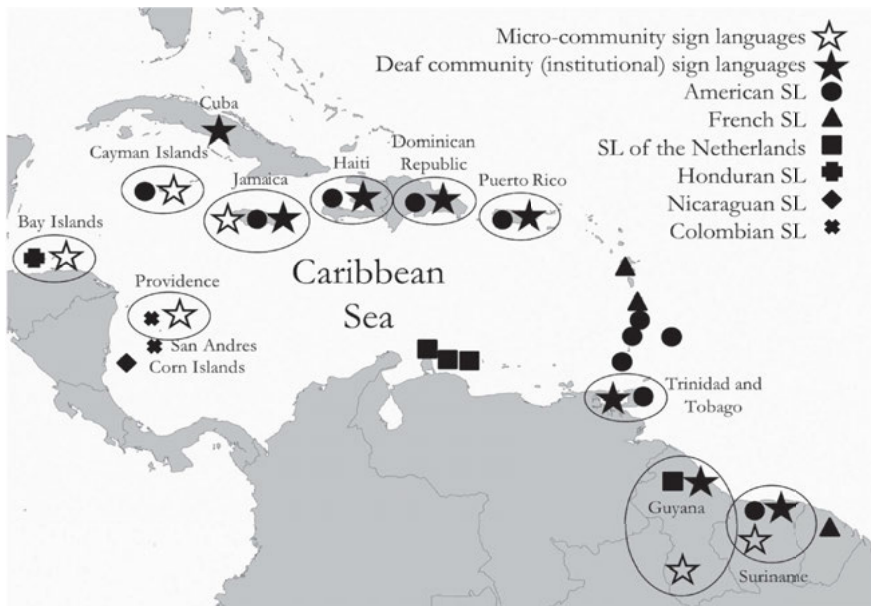 Micro-community sign languages
Deaf community (institutional) sign languages
American SL
French SL
SL of the Netherlands
Honduran SL
Nicaraguan SL
Colombian SL
Cuba
Cayman Islands
Jamaica
Haiti
Dominican
Republic
Puerto Rico
Bay Islands
Providence
San Andres
Corn Islands
Caribbean
Sea
Trinidad and
Tobago
Guyana
Suriname